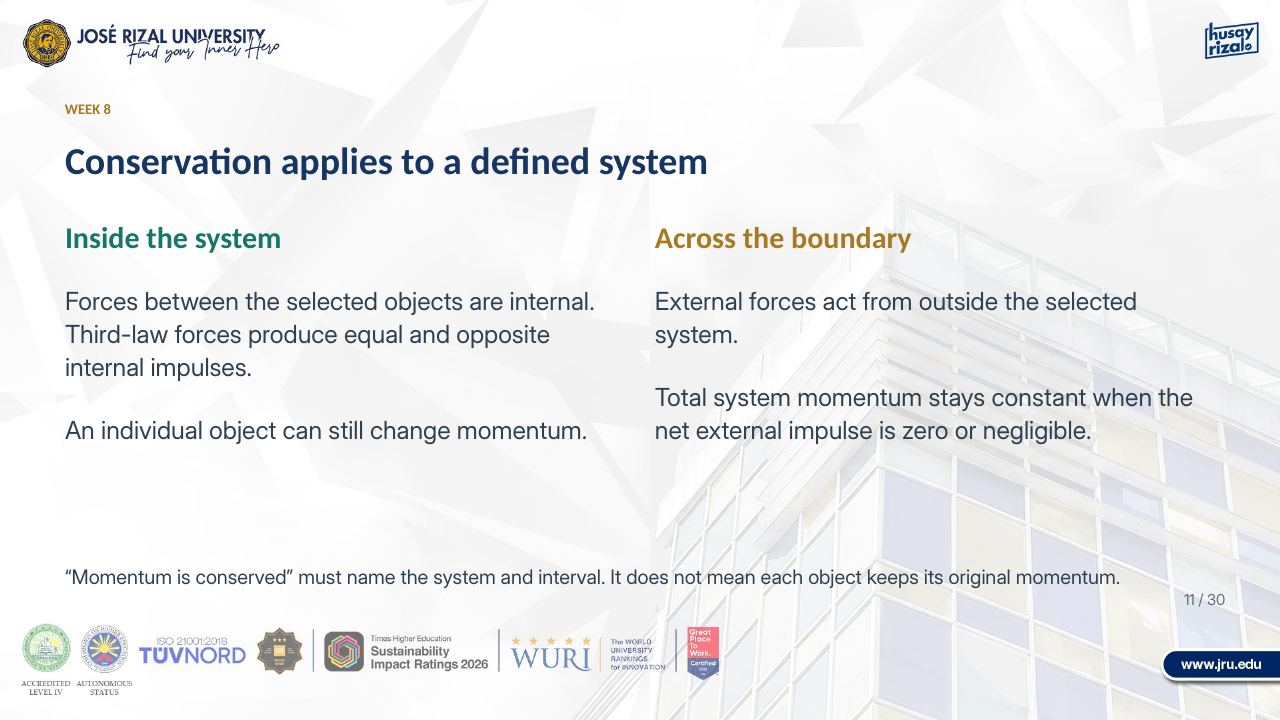 JOSÉ RIZAL UNIVERSITY
Find your Inner Hero
husay
rizal
WEEK 8
Conservation applies to a defined system
Inside the system
Forces between the selected objects are internal.
Third-law forces produce equal and opposite
internal impulses.
An individual object can still change momentum.
Across the boundary
External forces act from outside the selected
system.
Total system momentum stays constant when the
net external impulse is zero or negligible.
“Momentum is conserved” must name the system and interval. It does not mean each object keeps its original momentum.
11 / 30
ACCREDITED
LEVEL IV
AUTONOMOUS
STATUS
ISO 21001:2018
TÜVNORD
Times Higher Education
Sustainability
Impact Ratings 2026
WURI
The WORLD
UNIVERSITY
RANKINGS
for INNOVATION
Great
Place
To
Work.
Certified
www.jru.edu